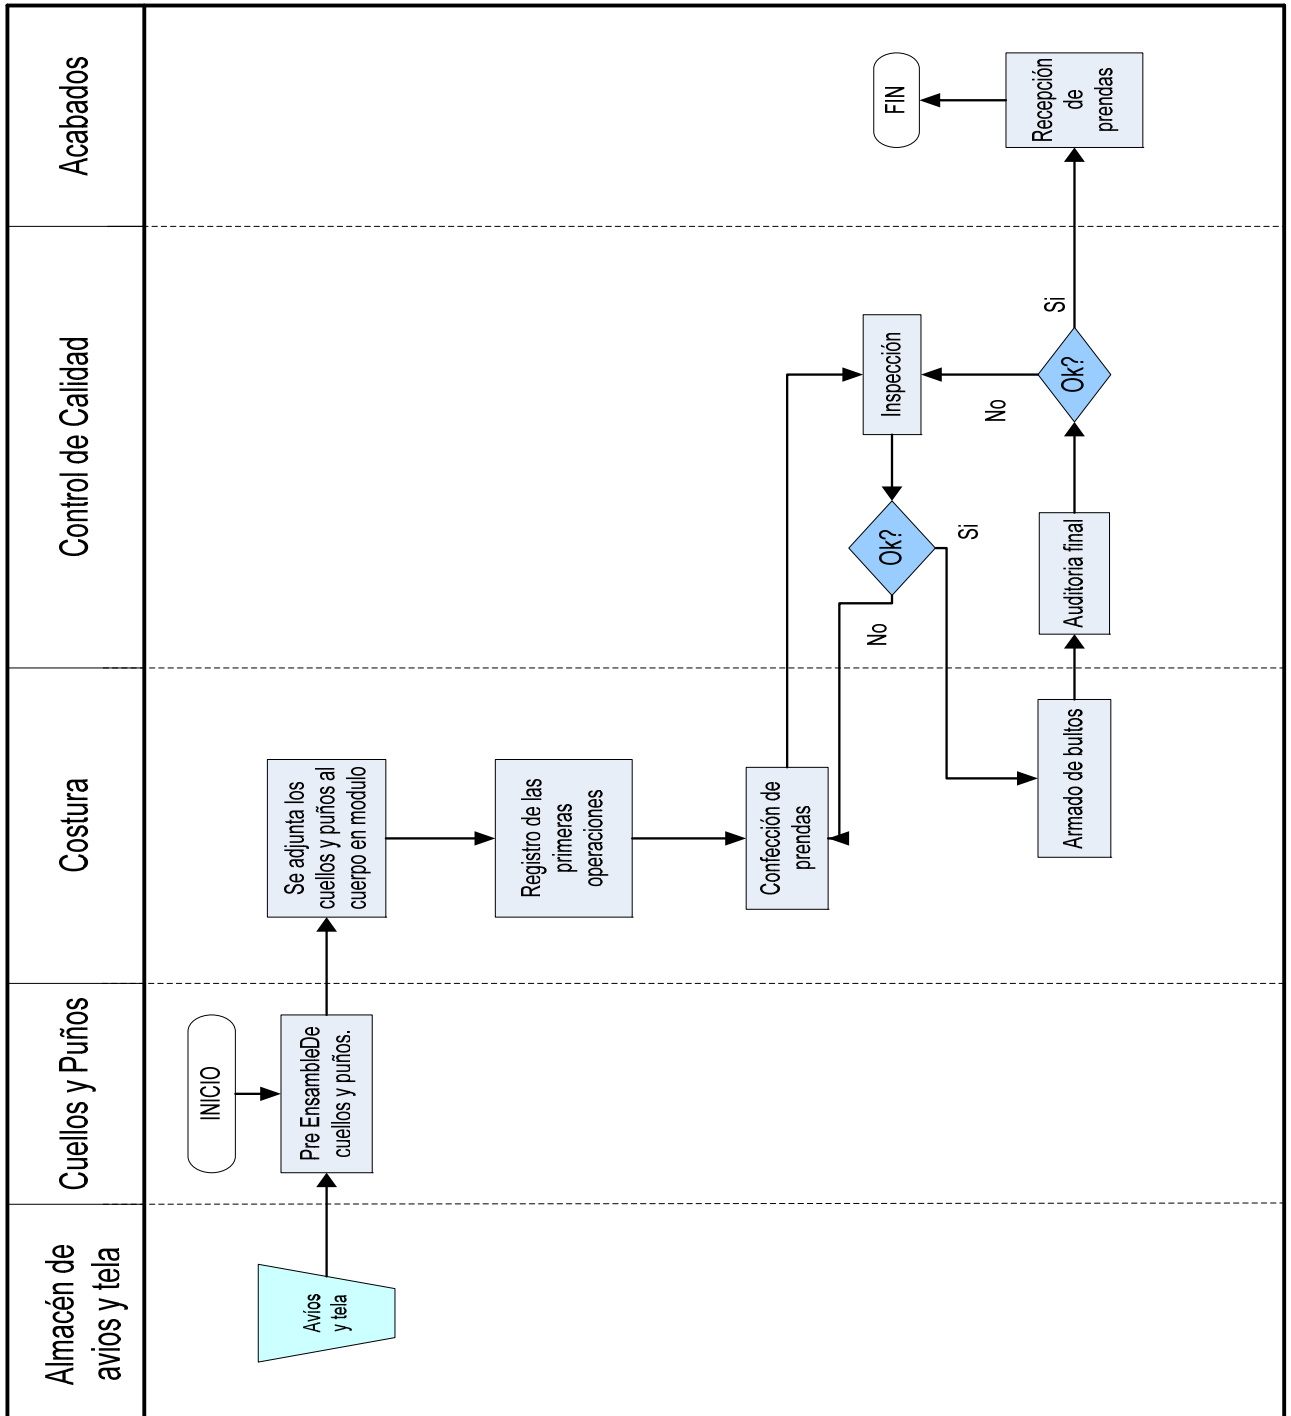 Almacén de
avios y tela
Cuellos y Puños
Costura
Control de Calidad
Acabados
INICIO
Avíos
y tela
Pre EnsambleDe
cuellos y puños.
Se adjunta los
cuellos y puños al
cuerpo en modulo
Registro de las
primeras
operaciones
Confección de
prendas
Inspección
Ok?
No
Si
Armado de bultos
Auditoria final
Ok?
No
Si
Recepción
de
prendas
FIN